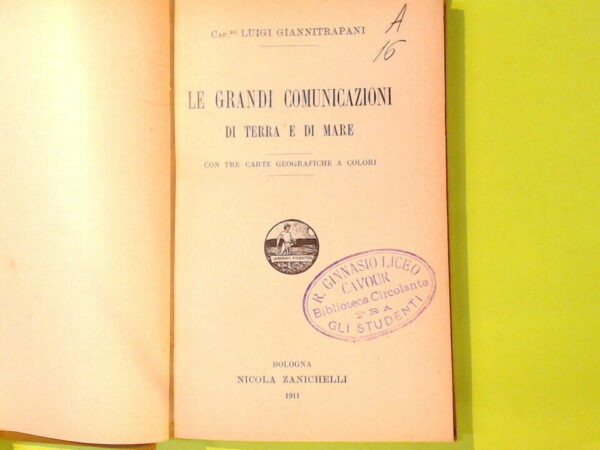 CAP.NO LUIGI GIANNITRAPANI
A
16
LE GRANDI COMUNICAZIONI
DI TERRA E DI MARE
CON TRE CARTE GEOGRAFICHE A COLORI
R. GINNASIO LICEO
CAVOUR
Biblioteca Circolante
TRA
GLI STUDENTI
BOLOGNA
NICOLA ZANICHELLI
1911